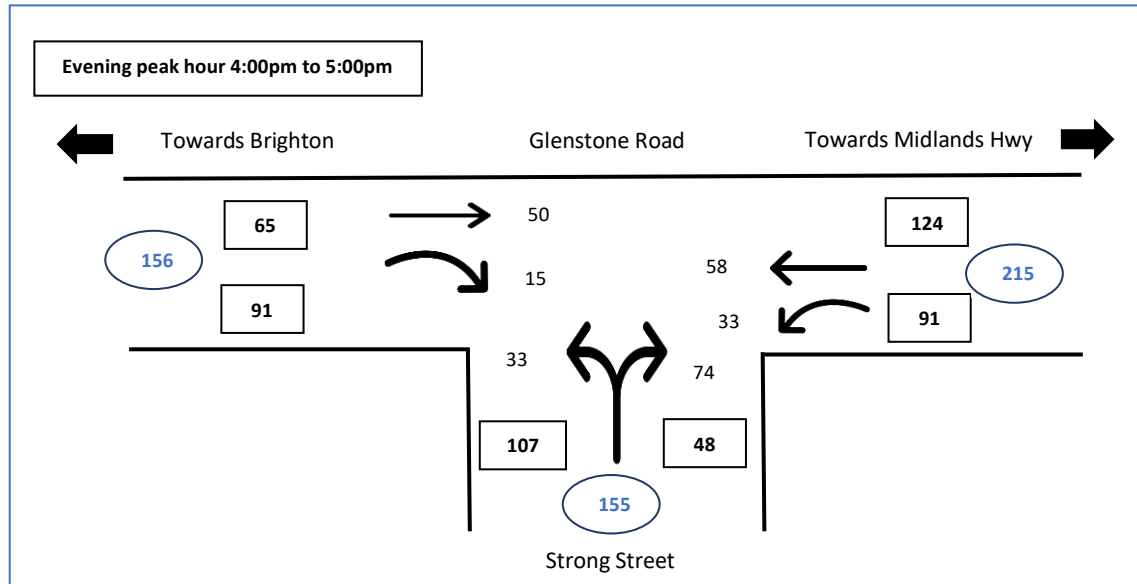 Evening peak hour 4:00pm to 5:00pm
Towards Brighton Glenstone Road Towards Midlands Hwy
65 50 124
156 15 58 215
91 33 91
33 74
107 48
155
Strong Street